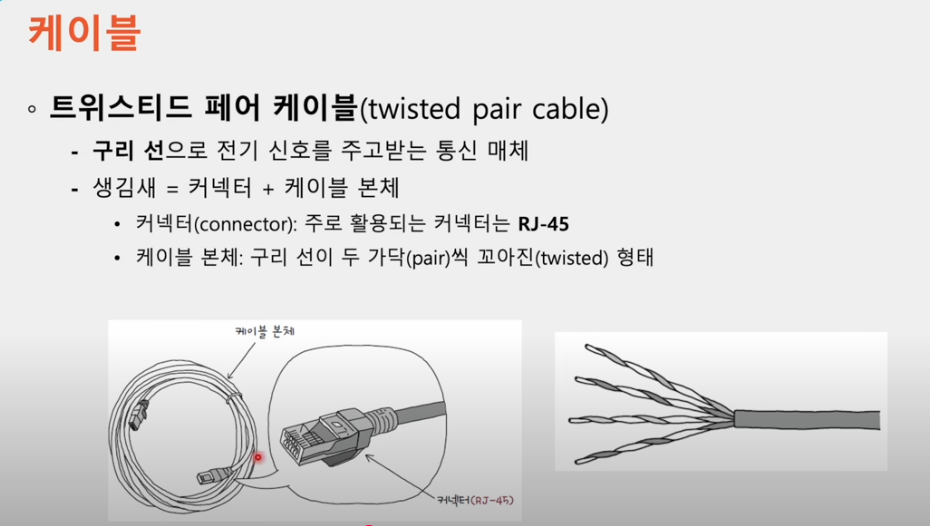 케이블
트위스티드 페어 케이블(twisted pair cable)
- 구리 선으로 전기 신호를 주고받는 통신 매체
- 생김새 = 커넥터 + 케이블 본체
• 커넥터(connector): 주로 활용되는 커넥터는 RJ-45
• 케이블 본체: 구리 선이 두 가닥(pair)씩 꼬아진(twisted) 형태
케이블 본체
커넥터(RJ-45)